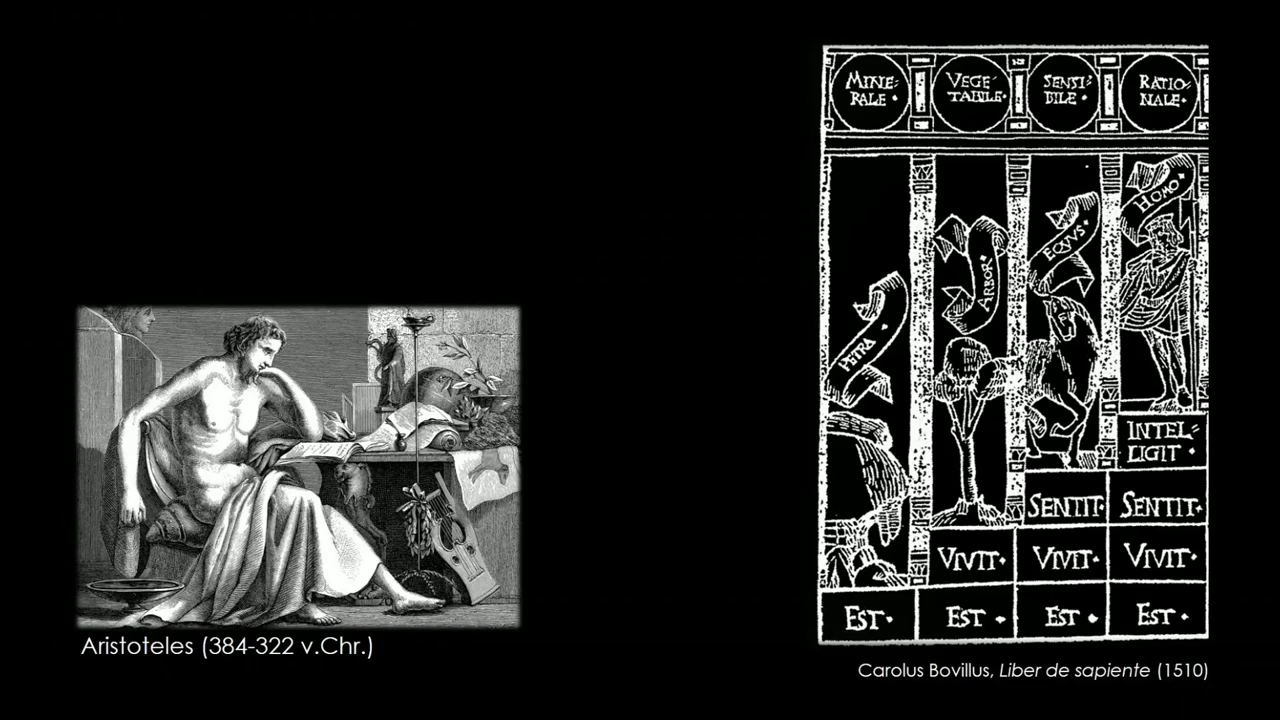 MINE-
RALE
VEGE-
TABILE
SENSI-
BILE
RATIO-
NALE
PETRA
ARBOR
EQVVS
HOMO
INTEL=
LIGIT
SENTIT
SENTIT
VIVIT
VIVIT
VIVIT
EST
EST
EST
EST
Aristoteles (384-322 v.Chr.)
Carolus Bovillus, Liber de sapiente (1510)